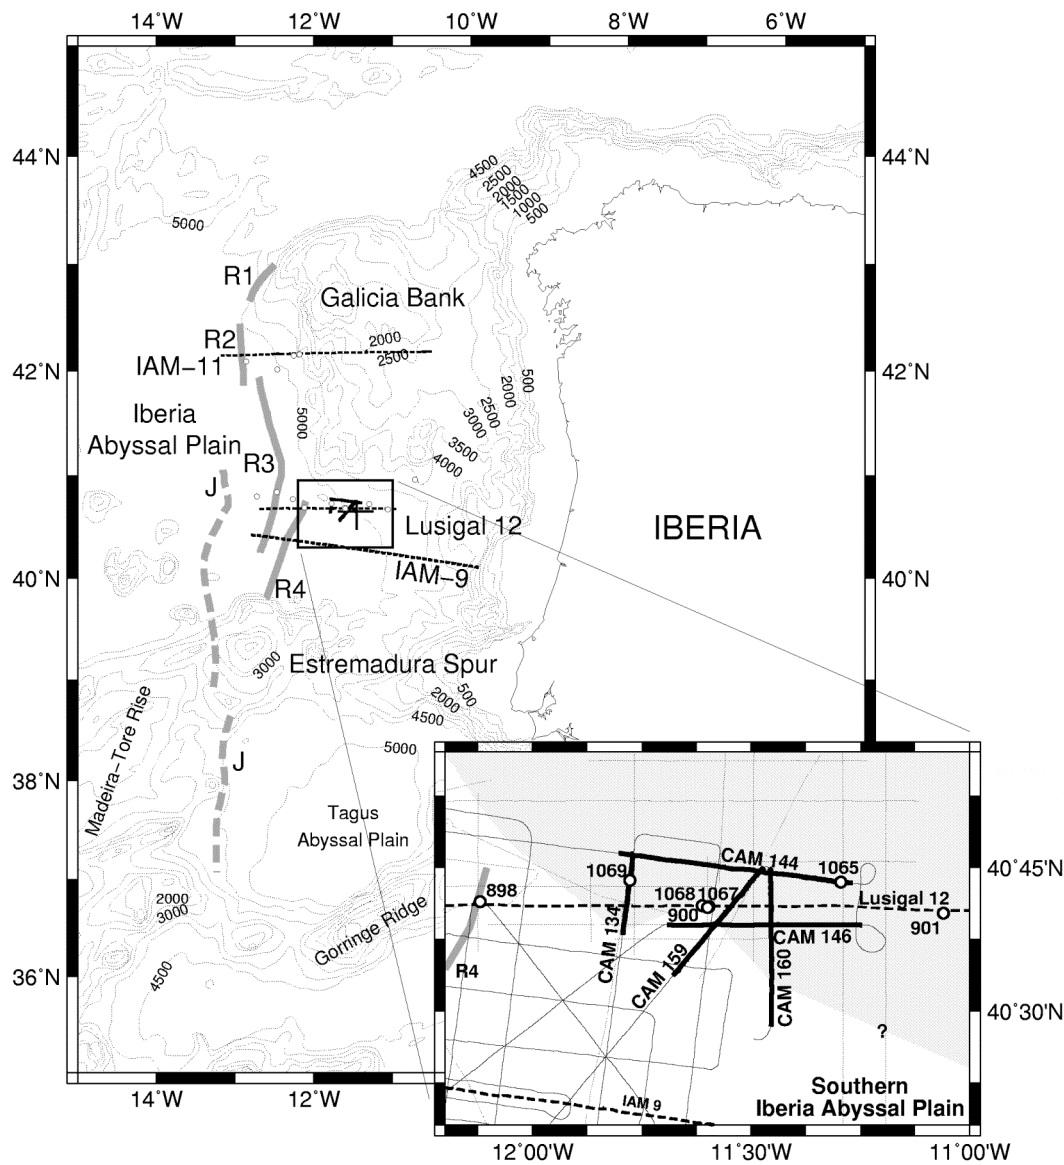 14°W
12°W
10°W
8°W
6°W
44°N
44°N
4500
2500
2000
1500
1000
500
5000
R1
Galicia Bank
R2
2000
IAM-11
2500
42°N
42°N
500
2000
2500
3000
3500
4000
5000
Iberia
Abyssal Plain
R3
J
IBERIA
Lusigal 12
IAM-9
40°N
40°N
R4
3000
Estremadura Spur
500
2000
4500
5000
Madeira-Tore Rise
J
38°N
Tagus
Abyssal Plain
2000
3000
Gorringe Ridge
4500
36°N
14°W
12°W
CAM 144
1069
1065
40°45'N
898
1068
1067
Lusigal 12
900
901
CAM 134
CAM 146
CAM 159
CAM 160
R4
40°30'N
?
Southern
Iberia Abyssal Plain
IAM 9
12°00'W
11°30'W
11°00'W